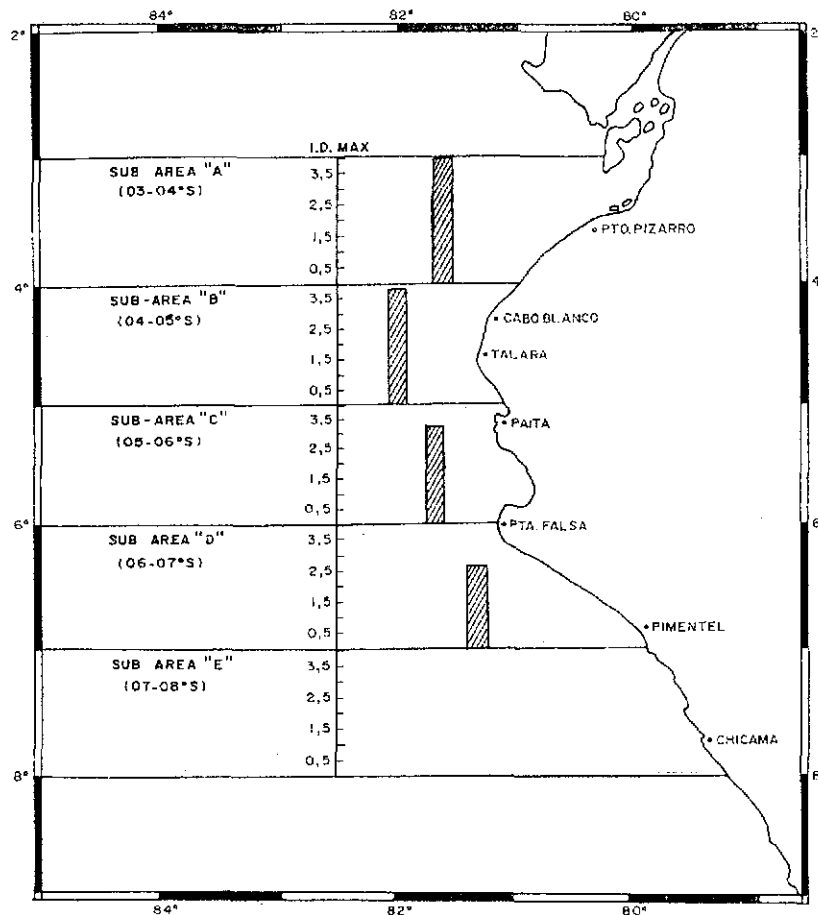 84° 82° 80°
2° 2
I.D. MAX
SUB AREA "A"
(03-04°S)
3,5
2,5
1,5
0,5
PTO. PIZARRO
4° 4
SUB-AREA "B"
(04-05°S)
3,5
2,5
1,5
0,5
CABO BLANCO
TALARA
SUB-AREA "C"
(05-06°S)
3,5
2,5
1,5
0,5
PAITA
PTA. FALSA
6° 6
SUB AREA "D"
(06-07°S)
3,5
2,5
1,5
0,5
PIMENTEL
SUB AREA "E"
(07-08°S)
3,5
2,5
1,5
0,5
CHICAMA
8° 8
84° 82° 80°